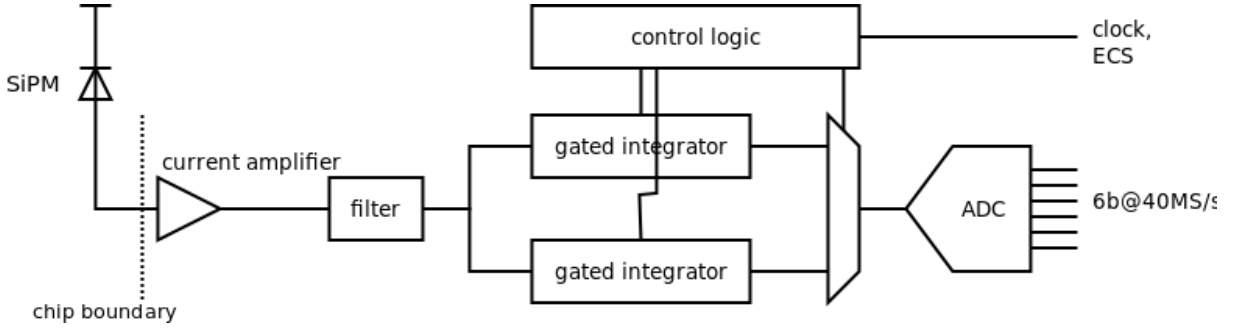 control logic
clock,
ECS
SiPM
gated integrator
current amplifier
filter
ADC
6b@40MS/s
gated integrator
chip boundary